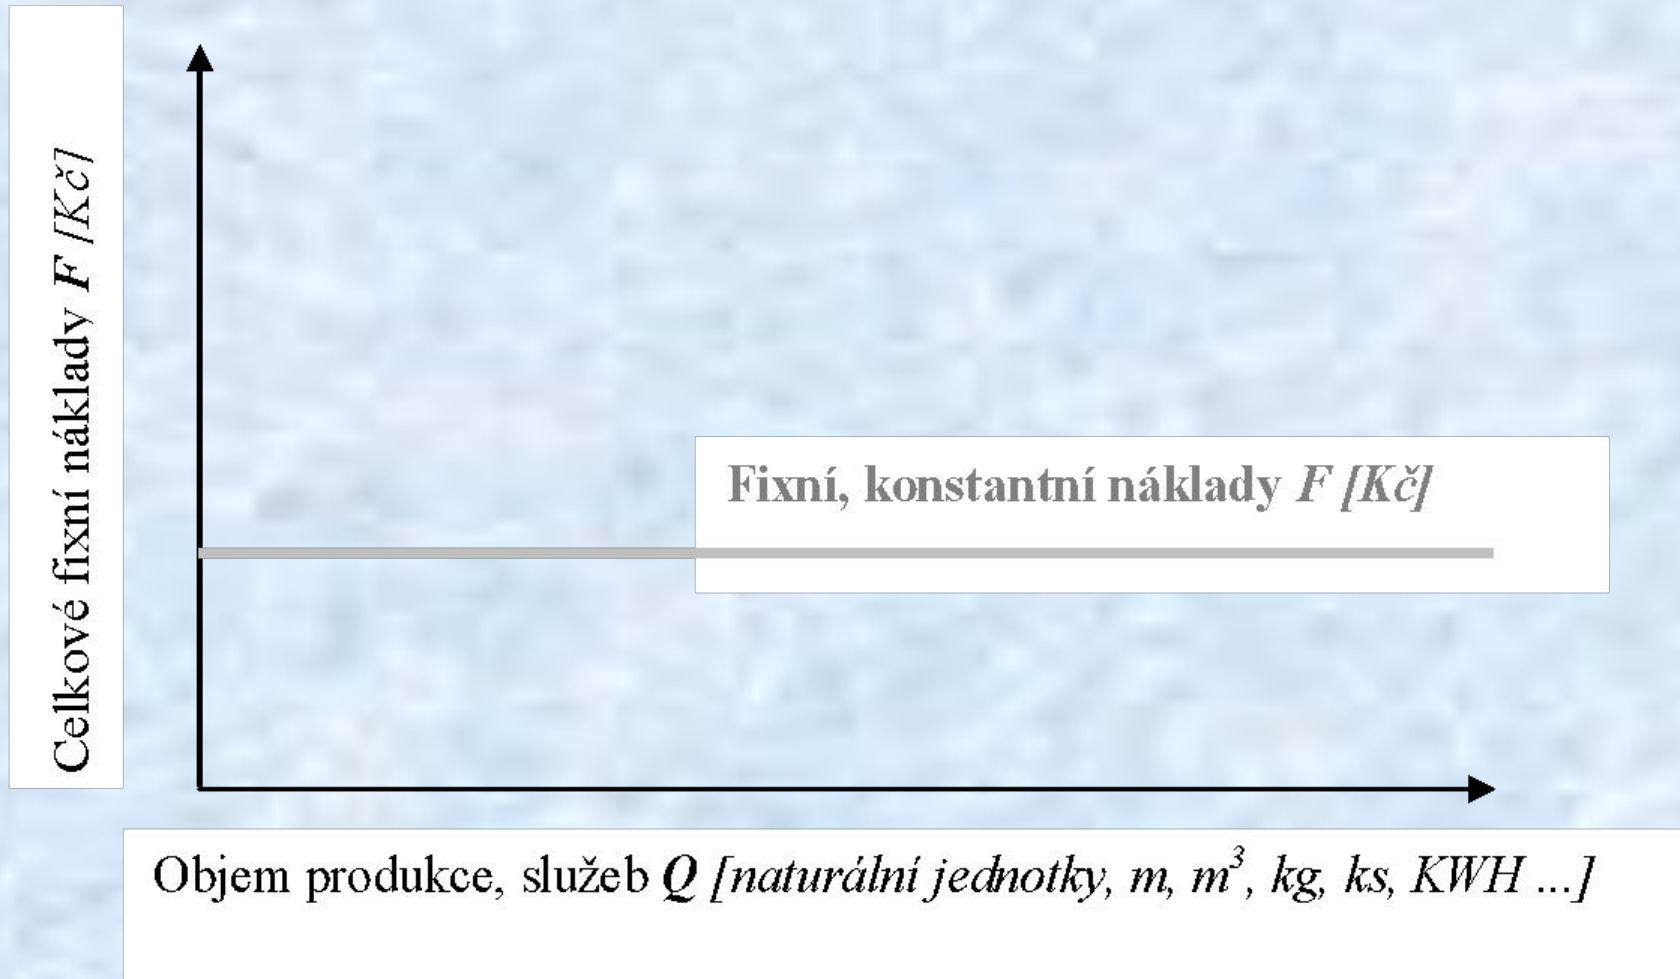 Celkové fixní náklady F [Kč]
Fixní, konstantní náklady F [Kč]
Objem produkce, služeb Q [naturální jednotky, m, m³, kg, ks, KWH ...]